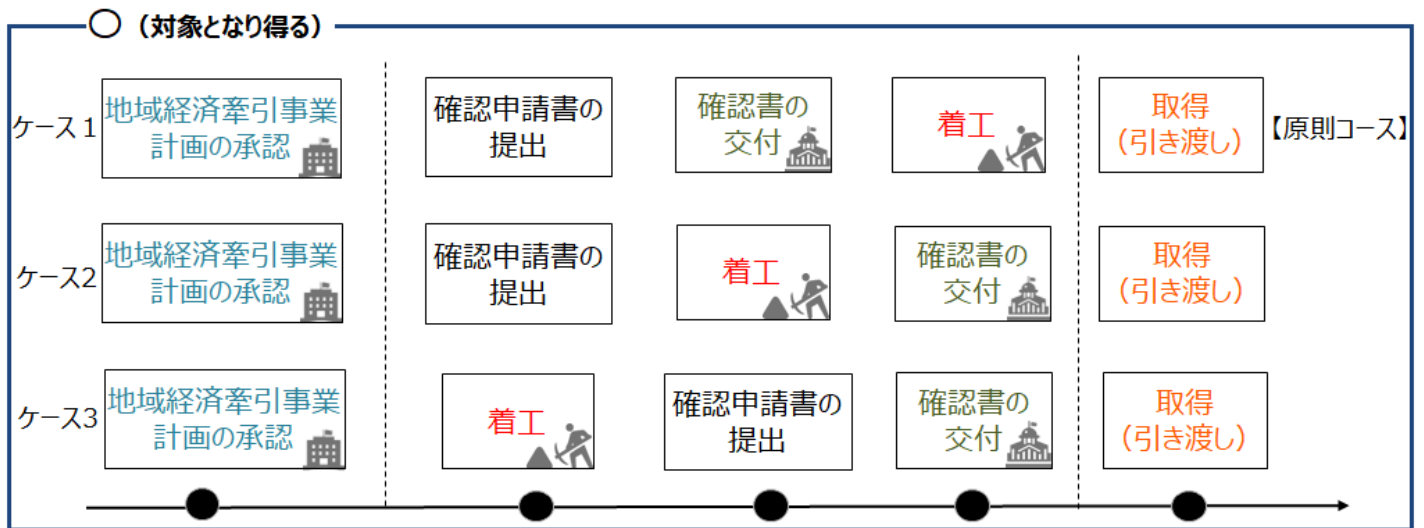 ○（対象となり得る）
ケース１
地域経済牽引事業
計画の承認
確認申請書の
提出
確認書の
交付
着工
取得
（引き渡し）
【原則コース】
ケース2
地域経済牽引事業
計画の承認
確認申請書の
提出
着工
確認書の
交付
取得
（引き渡し）
ケース3
地域経済牽引事業
計画の承認
着工
確認申請書の
提出
確認書の
交付
取得
（引き渡し）